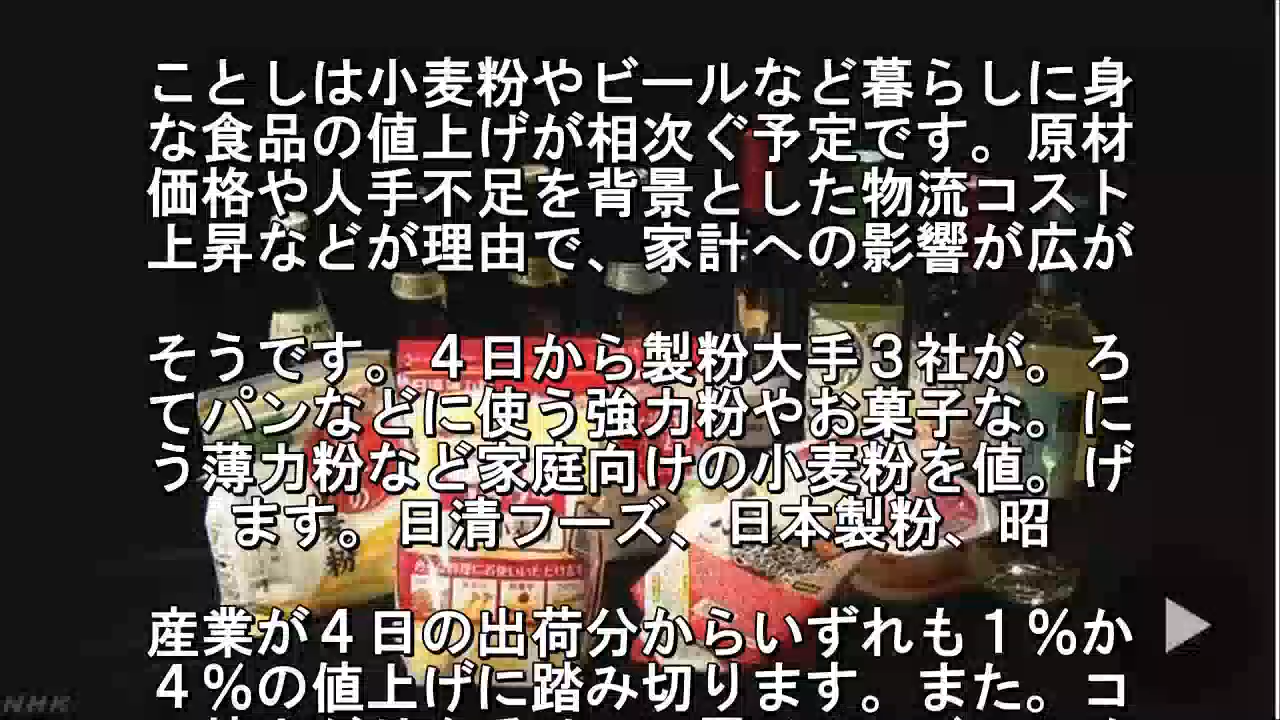 ことしは小麦粉やビールなど暮らしに身
な食品の値上げが相次ぐ予定です。原材
価格や人手不足を背景とした物流コスト
上昇などが理由で、家計への影響が広が
そうです。４日から製粉大手３社が。ろ
てパンなどに使う強力粉やお菓子な。に
う薄力粉など家庭向けの小麦粉を値。げ
ます。日清フーズ、日本製粉、昭
産業が４日の出荷分からいずれも１％か
４％の値上げに踏み切ります。また。コ
NHK